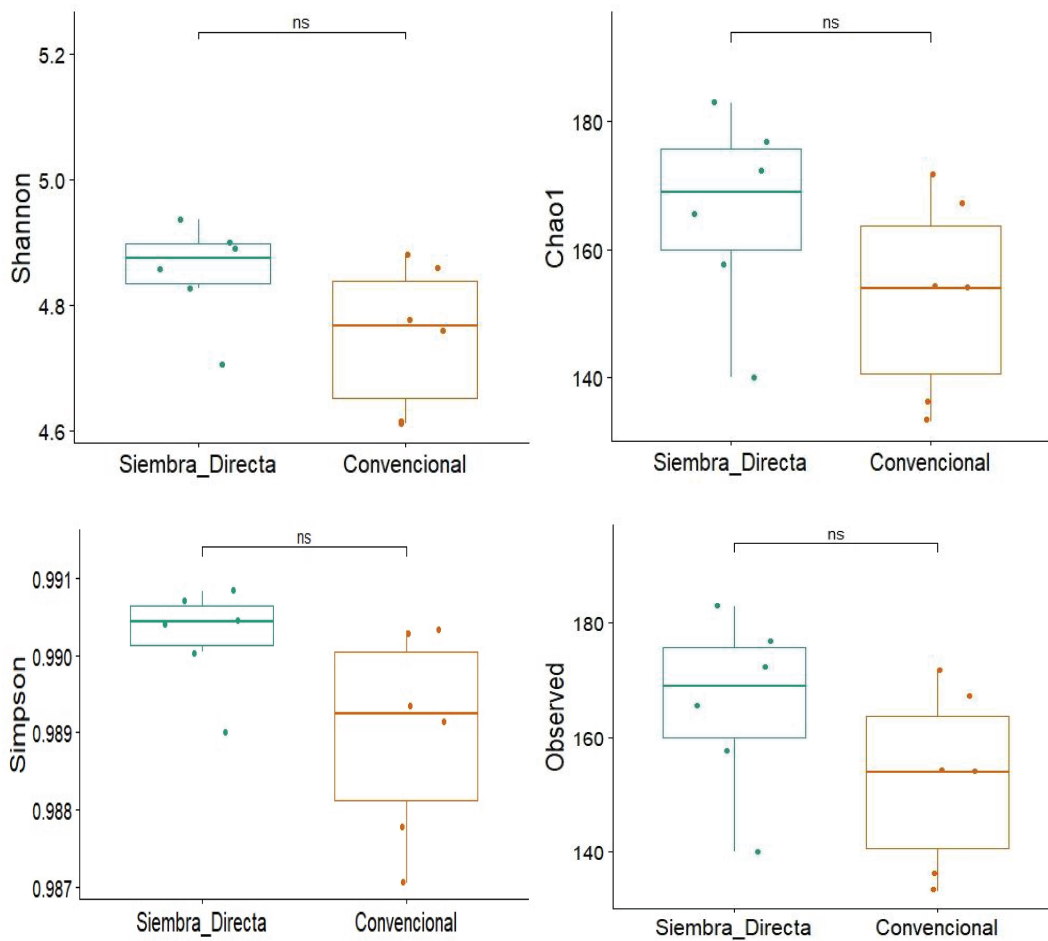 ns
5.2
5.0
4.8
4.6
Shannon
Siembra_Directa Convencional
ns
180
160
140
Chao1
Siembra_Directa Convencional
ns
0.991
0.990
0.989
0.988
0.987
Simpson
Siembra_Directa Convencional
ns
180
160
140
Observed
Siembra_Directa Convencional